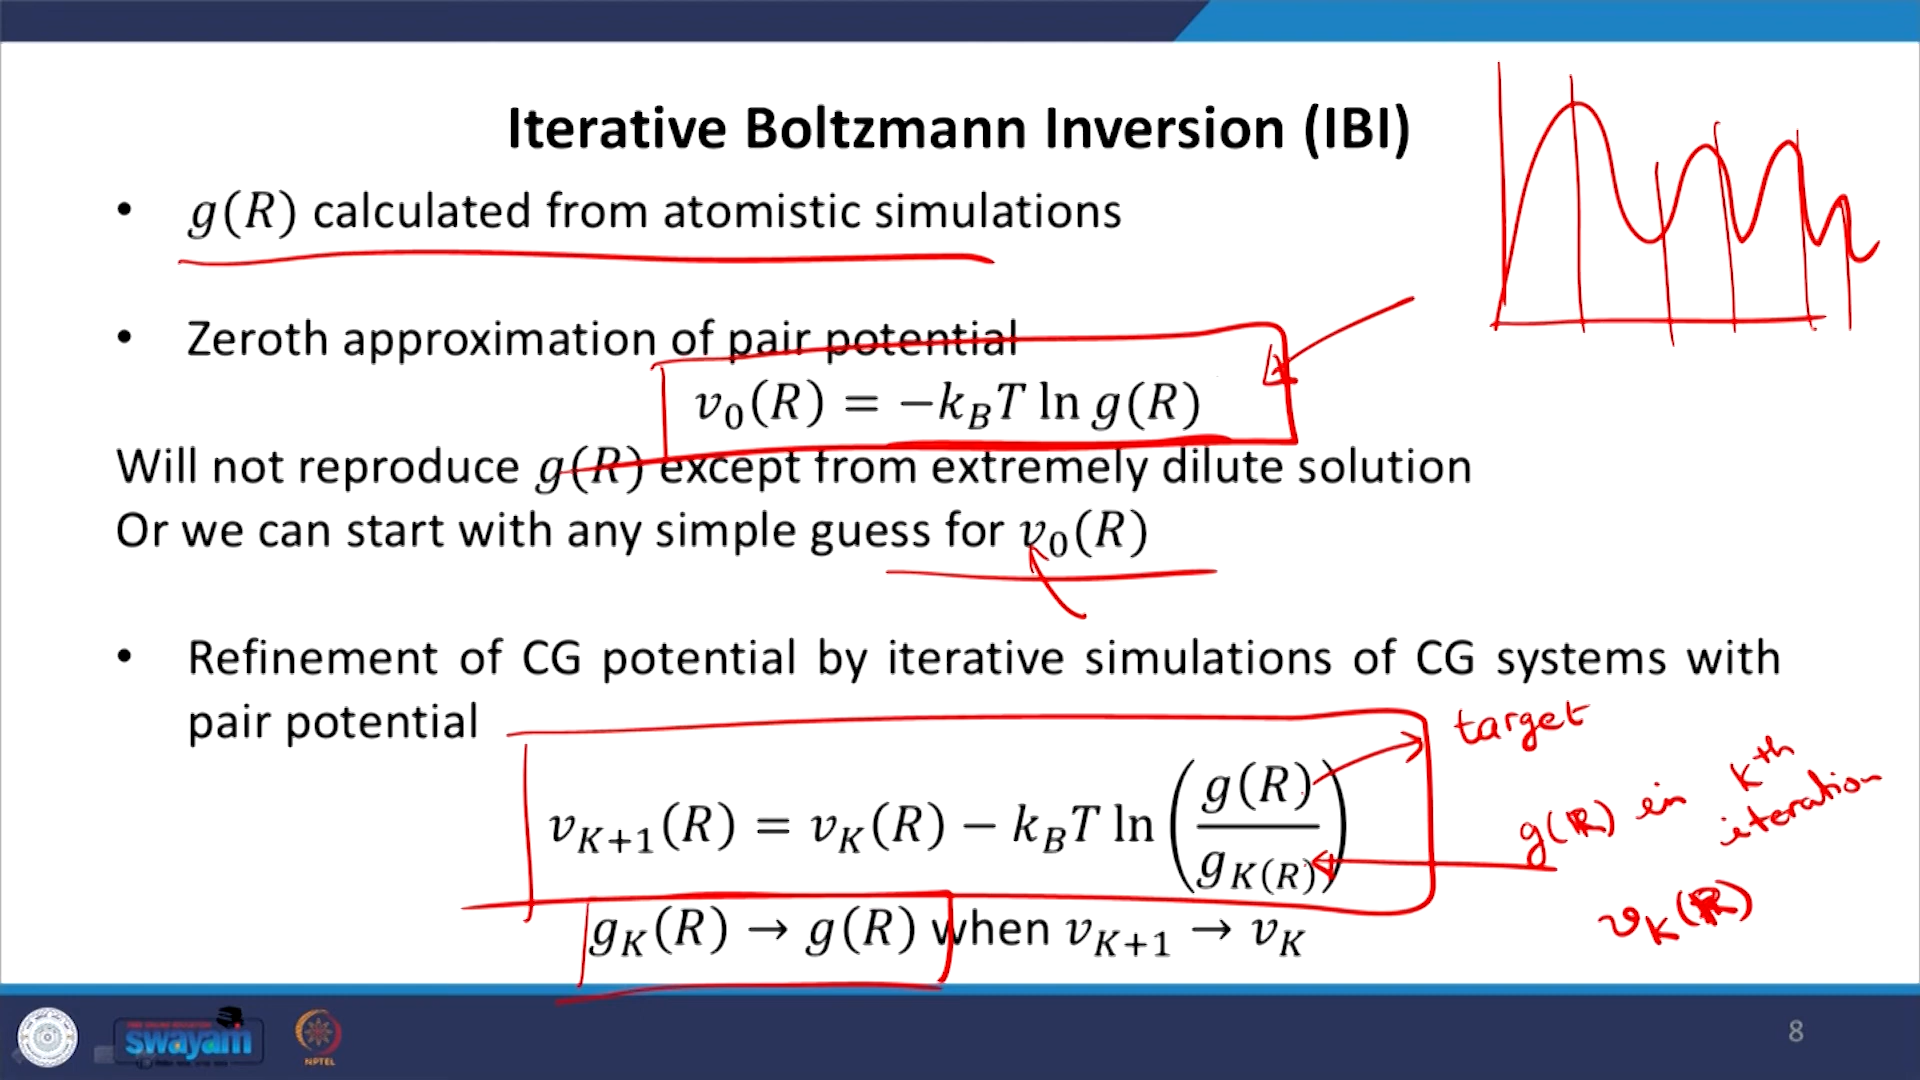 Iterative Boltzmann Inversion (IBI)
• g(R) calculated from atomistic simulations
• Zeroth approximation of pair potential
v₀(R) = −k_BT ln g(R)
Will not reproduce g(R) except from extremely dilute solution
Or we can start with any simple guess for v₀(R)
• Refinement of CG potential by iterative simulations of CG systems with
pair potential
target
v_{K+1}(R) = v_K(R) − k_BT ln (g(R) / g_{K(R)})
g(R) in Kth
iteration
v_K(R)
g_K(R) → g(R) when v_{K+1} → v_K
swayam
NPTEL
8